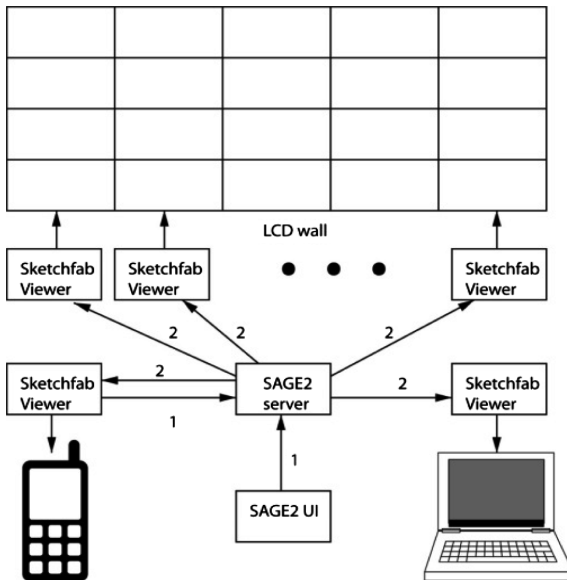 LCD wall
Sketchfab
Viewer
Sketchfab
Viewer
Sketchfab
Viewer
2
2
2
Sketchfab
Viewer
2
1
SAGE2
server
2
Sketchfab
Viewer
1
SAGE2 UI